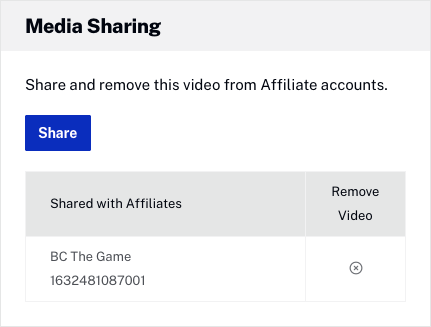 Media Sharing
Share and remove this video from Affiliate accounts.
Share
Shared with Affiliates
Remove
Video
BC The Game
1632481087001